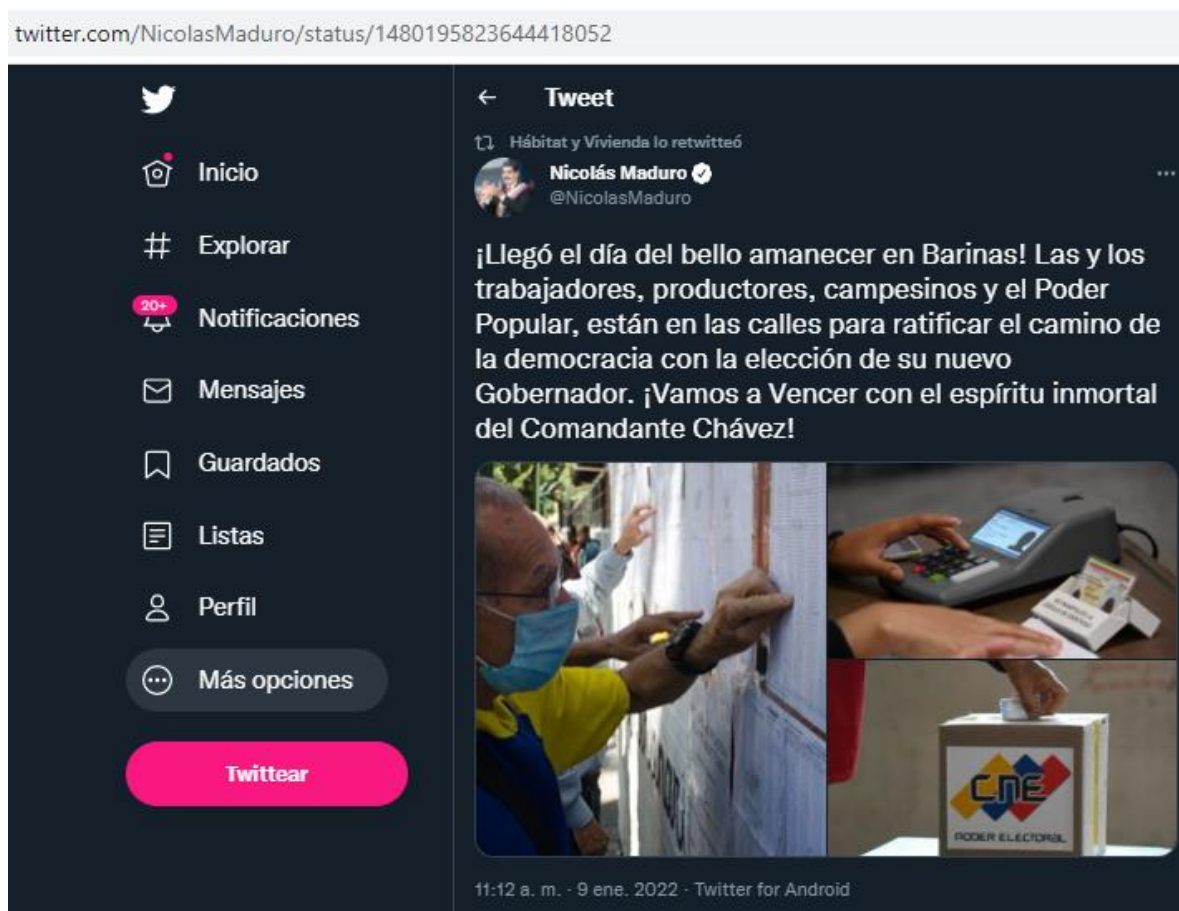 twitter.com/NicolasMaduro/status/1480195823644418052
Inicio
Explorar
20+
Notificaciones
Mensajes
Guardados
Listas
Perfil
Más opciones
Twittear
Tweet
Hábitat y Vivienda lo retwitteó
Nicolás Maduro
@NicolasMaduro
¡Llegó el día del bello amanecer en Barinas! Las y los
trabajadores, productores, campesinos y el Poder
Popular, están en las calles para ratificar el camino de
la democracia con la elección de su nuevo
Gobernador. ¡Vamos a Vencer con el espíritu inmortal
del Comandante Chávez!
CNE
PODER ELECTORAL
11:12 a. m. · 9 ene. 2022 · Twitter for Android